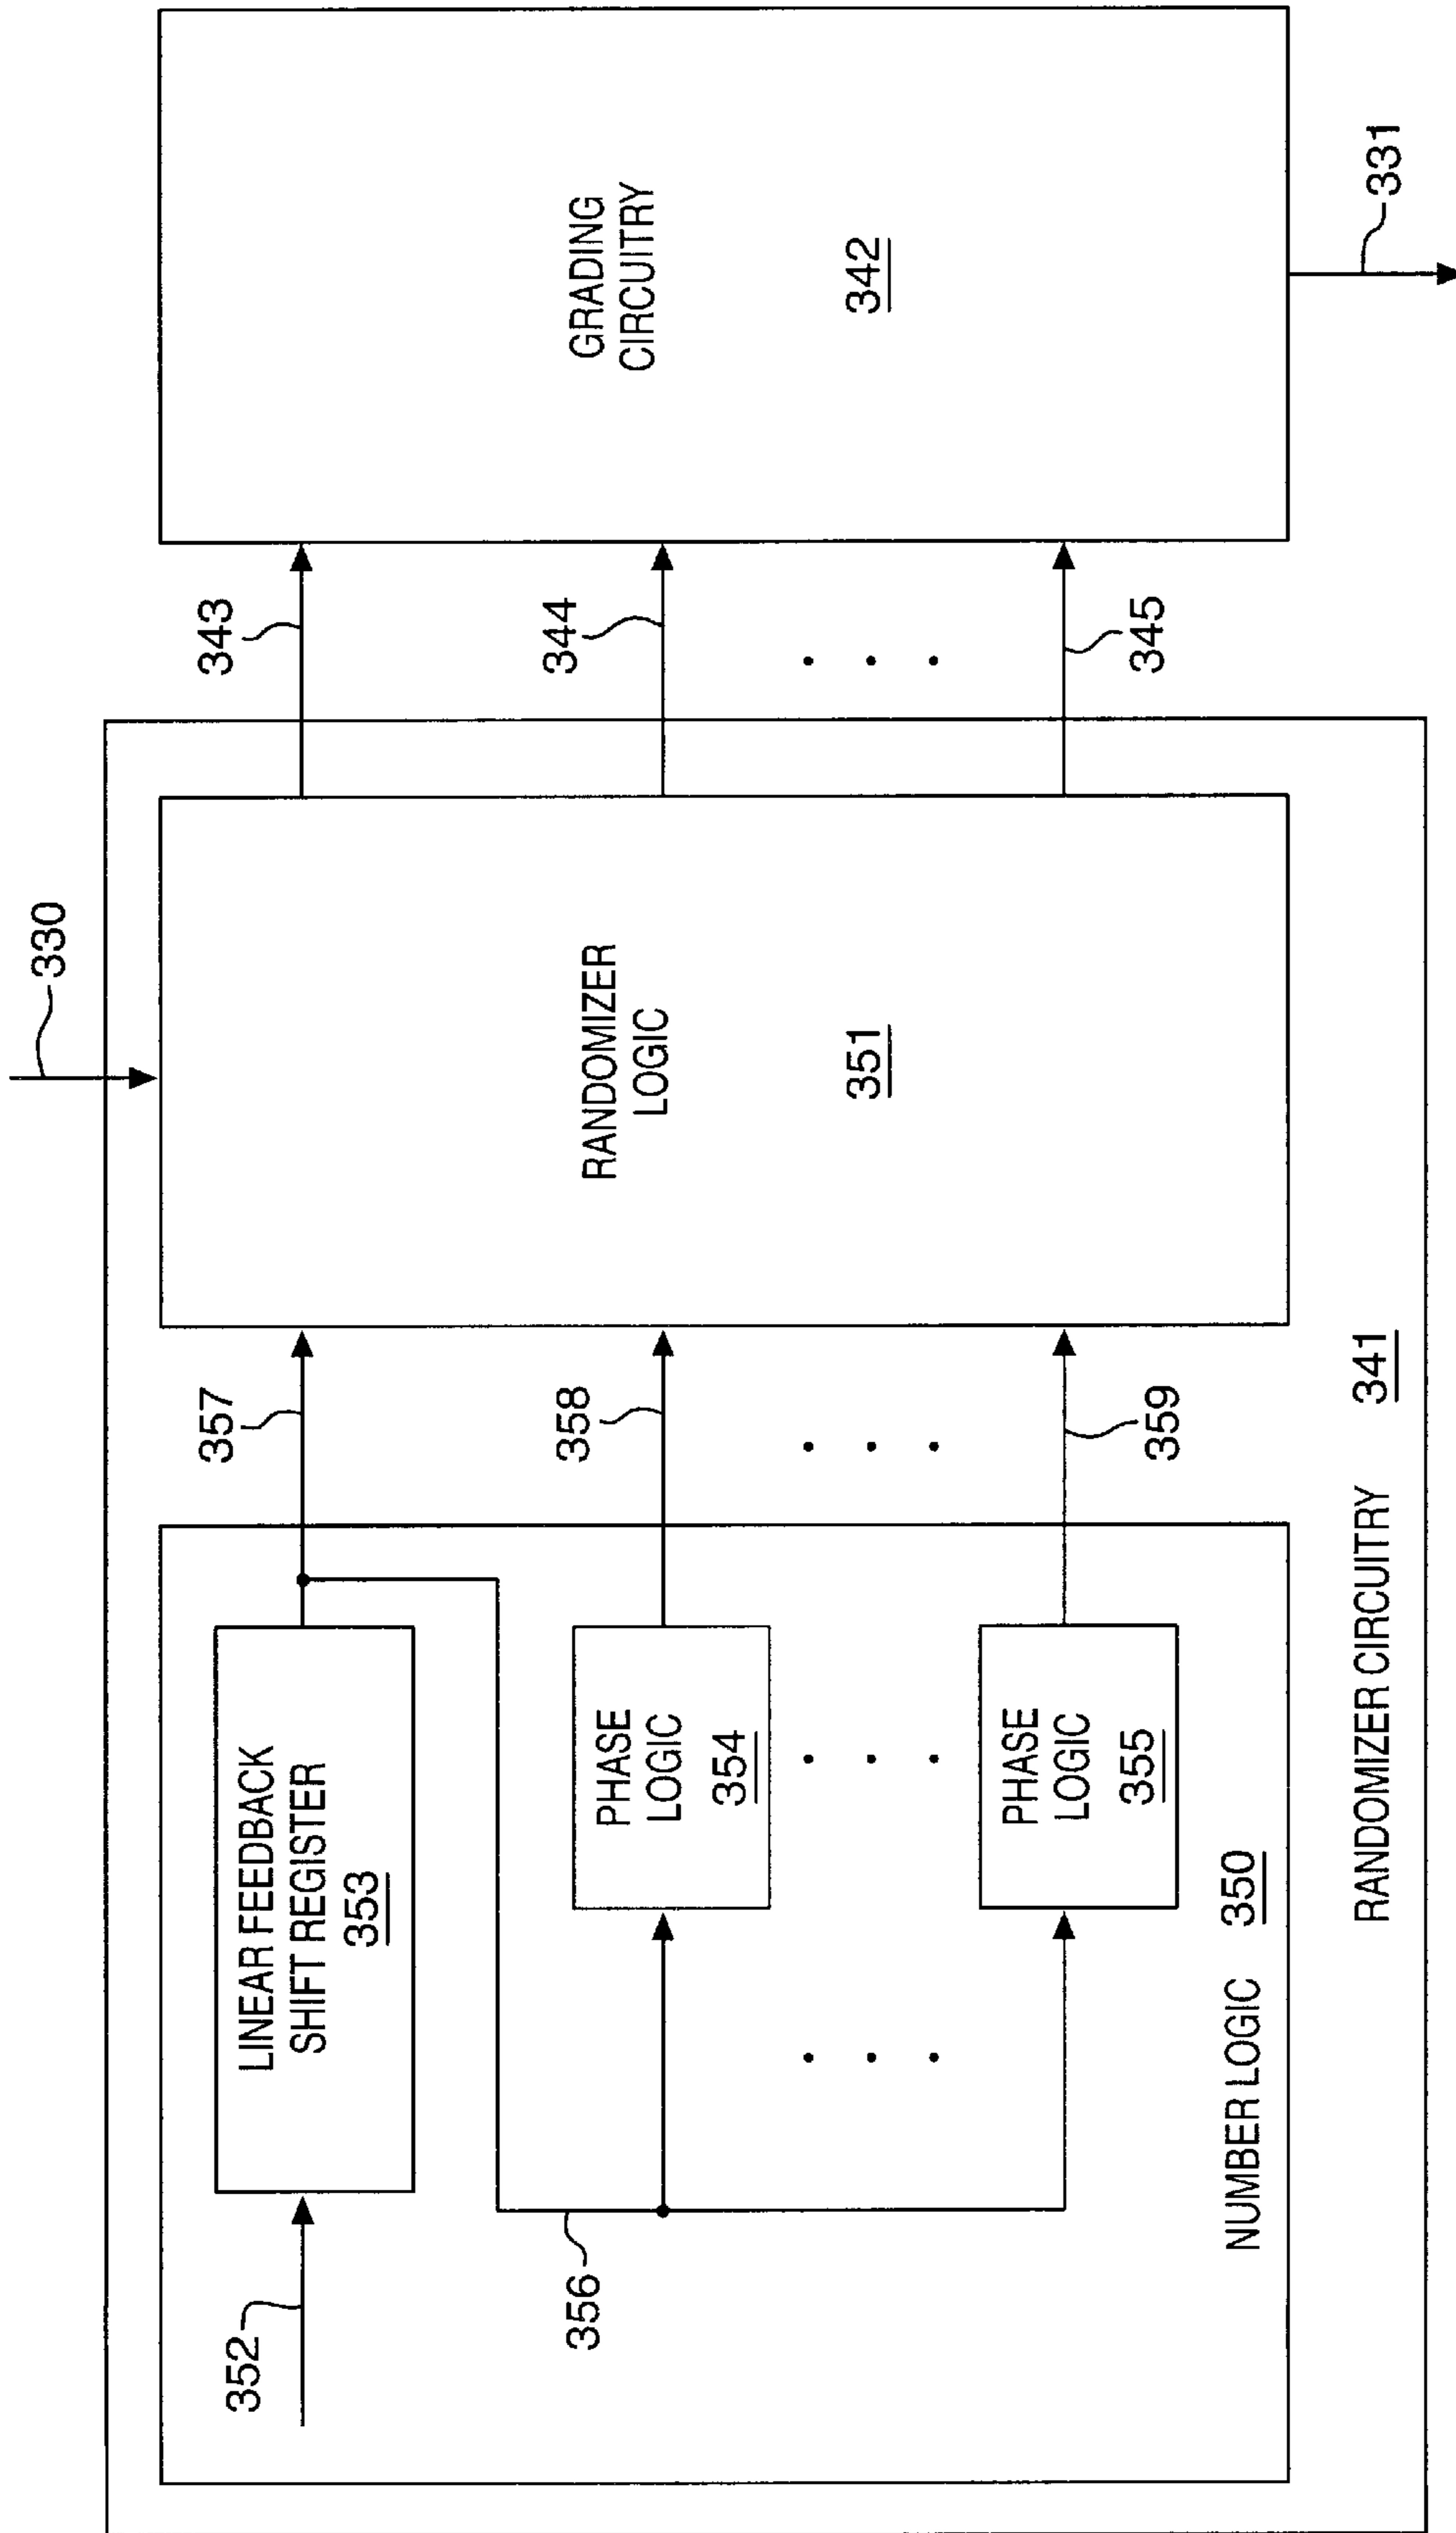 352
LINEAR FEEDBACK
SHIFT REGISTER
353
356
PHASE
LOGIC
354
PHASE
LOGIC
355
NUMBER LOGIC 350
357
358
359
330
RANDOMIZER
LOGIC
351
RANDOMIZER CIRCUITRY 341
343
344
345
GRADING
CIRCUITRY
342
331